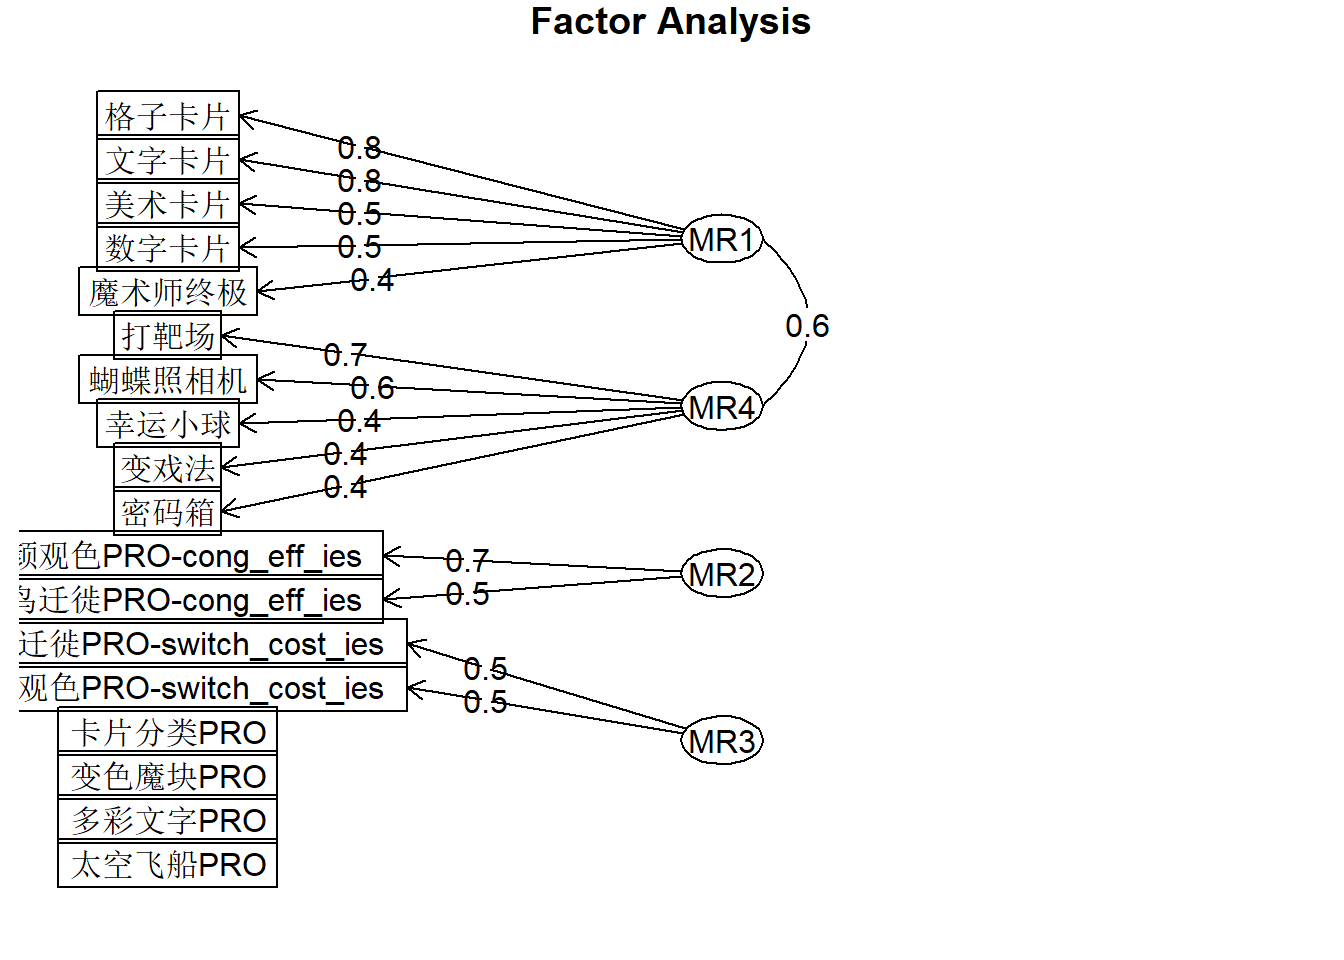 Factor Analysis
格子卡片
0.8
文字卡片
0.8
美术卡片
0.5
数字卡片
0.5
MR1
魔术师终极
0.4
打靶场
0.7
0.6
蝴蝶照相机
0.6
幸运小球
0.4
MR4
变戏法
0.4
密码箱
0.4
观色PRO-cong_eff_ies
0.7
MR2
迁徙PRO-cong_eff_ies
0.5
迁徙PRO-switch_cost_ies
0.5
观色PRO-switch_cost_ies
0.5
卡片分类PRO
MR3
变色魔块PRO
多彩文字PRO
太空飞船PRO